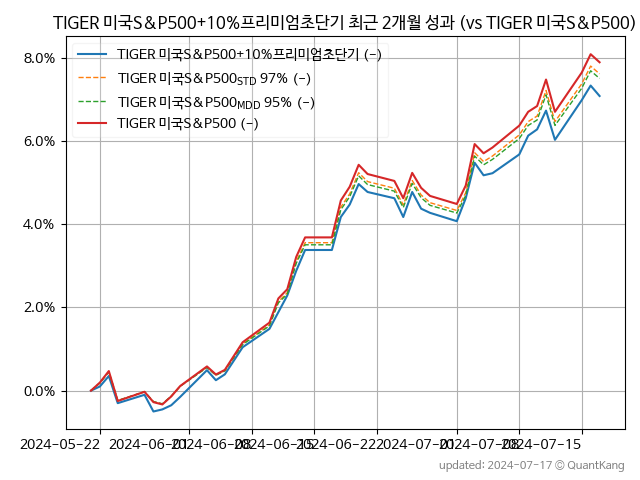 TIGER 미국S&P500+10%프리미엄초단기 최근 2개월 성과 (vs TIGER 미국S&P500)
TIGER 미국S&P500+10%프리미엄초단기 (-)
TIGER 미국S&P500STD 97% (-)
TIGER 미국S&P500MDD 95% (-)
TIGER 미국S&P500 (-)
8.0%
6.0%
4.0%
2.0%
0.0%
2024-05-22 2024-06-01 2024-06-08 2024-06-15 2024-06-22 2024-07-01 2024-07-08 2024-07-15
updated: 2024-07-17 © QuantKang